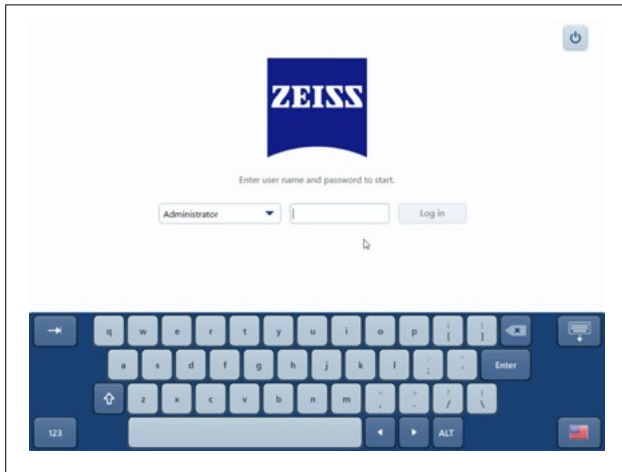 ZEISS
Enter user name and password to start.
Administrator
Log in
q w e r t y u i o p { [ } ]
a s d f g h j k l : ; " '
Enter
z x c v b n m / \
123
ALT